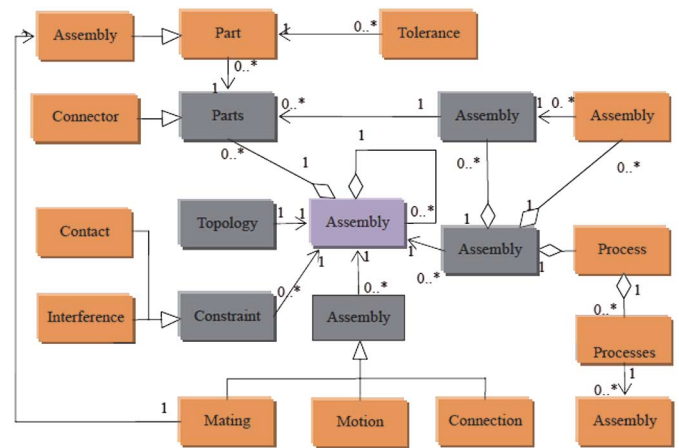 Assembly
Part
1
0..*
Tolerance
0..*
1
Connector
Parts
0..*
1
Assembly
1
0..*
Assembly
0..*
1
0..*
0..*
Contact
Topology
1
1
Assembly
0..*
1
1
Assembly
1
Process
0..*
1
Interference
Constraint
0..*
1
1
0..*
Assembly
0..*
Processes
1
0..*
1
Mating
Motion
Connection
Assembly